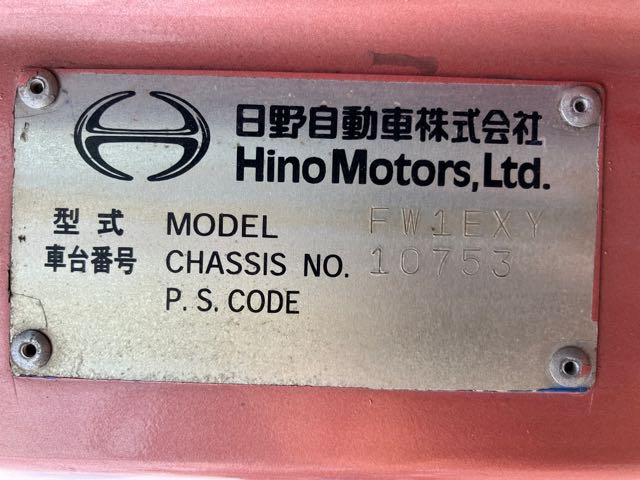 日野自動車株式会社
Hino Motors, Ltd.
型式 MODEL FW1EXY
車台番号 CHASSIS NO. 10753
P. S. CODE